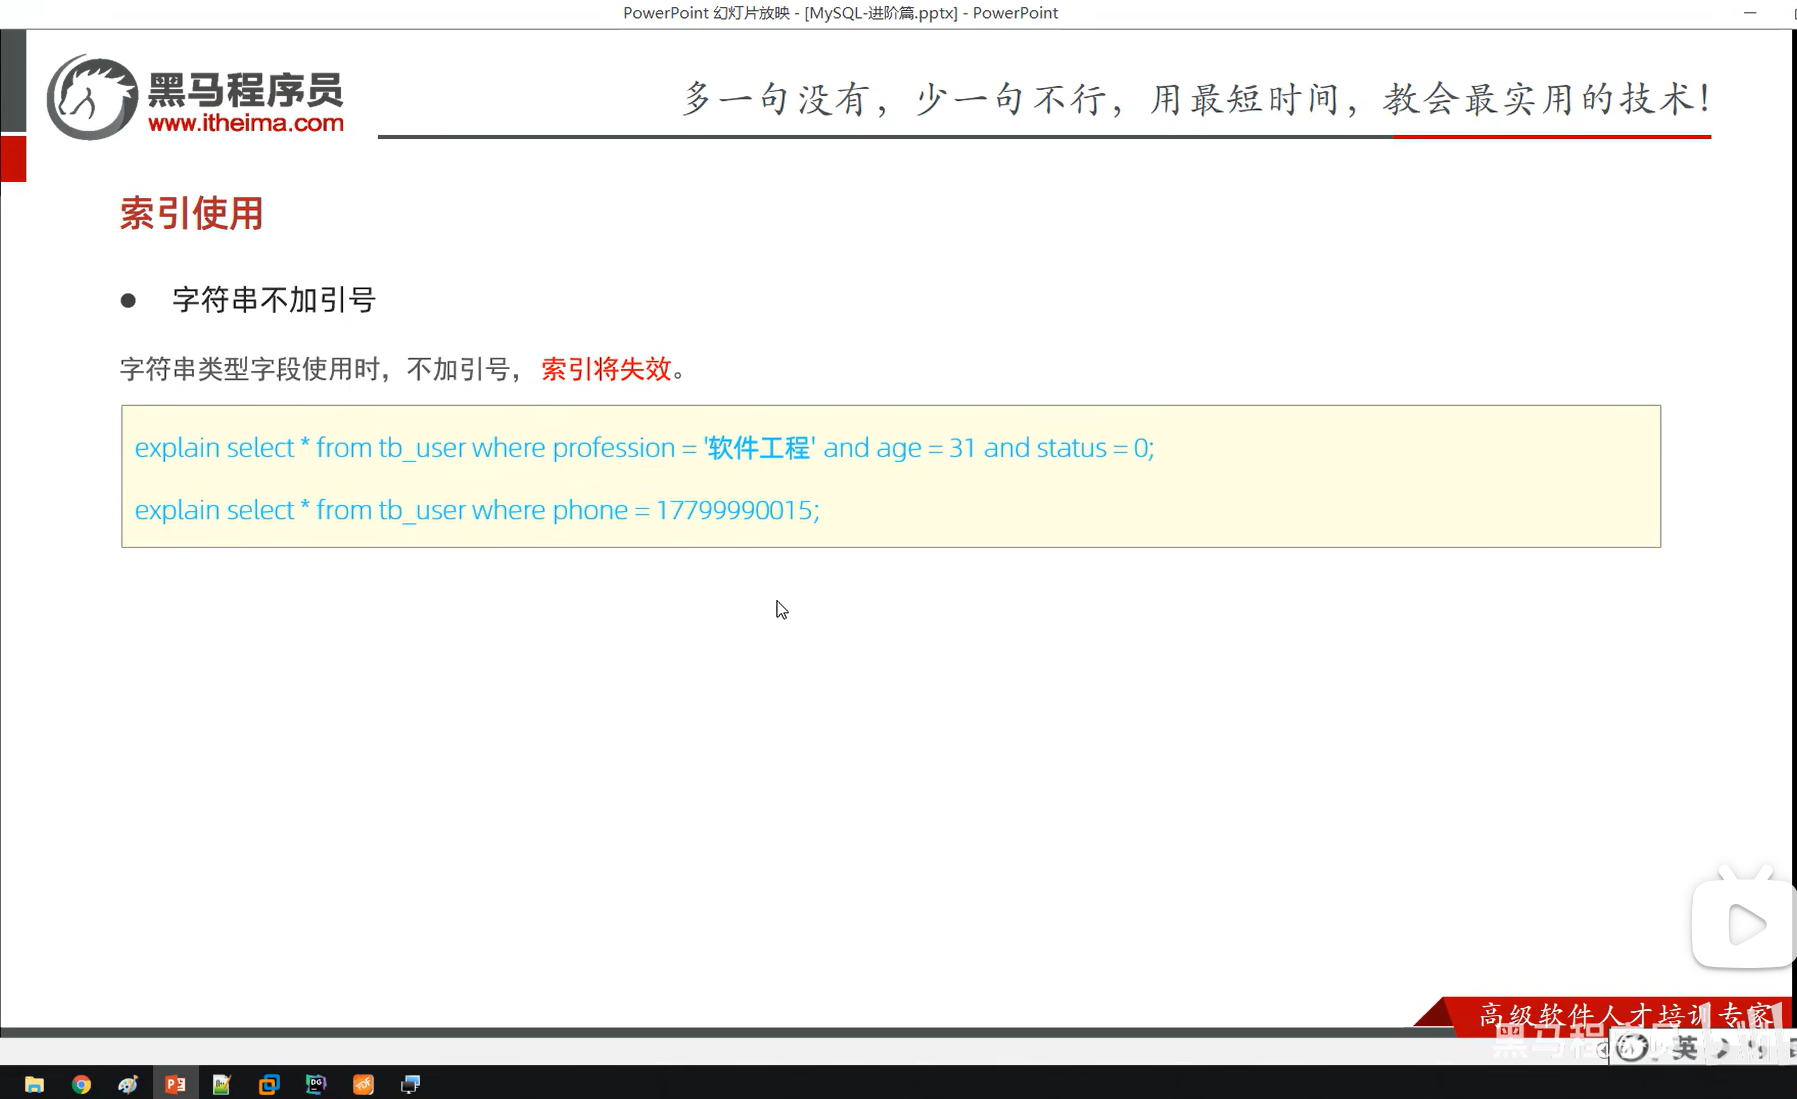 PowerPoint 幻灯片放映 - [MySQL-进阶篇.pptx] - PowerPoint
黑马程序员
www.itheima.com
多一句没有，少一句不行，用最短时间，教会最实用的技术！
索引使用
● 字符串不加引号
字符串类型字段使用时，不加引号，索引将失效。
explain select * from tb_user where profession = '软件工程' and age = 31 and status = 0;
explain select * from tb_user where phone = 17799990015;
高级软件人才培训专家
黑马程序员
英